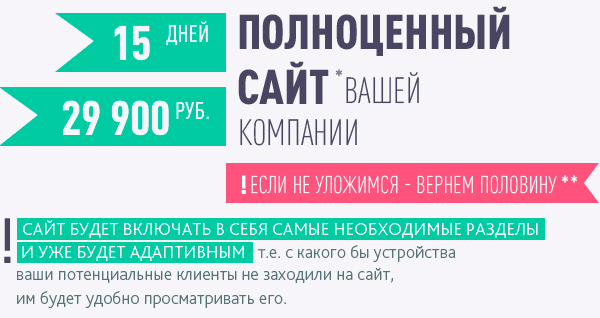 15 ДНЕЙ
29 900 РУБ.
ПОЛНОЦЕННЫЙ
САЙТ * ВАШЕЙ
КОМПАНИИ
! ЕСЛИ НЕ УЛОЖИМСЯ - ВЕРНЕМ ПОЛОВИНУ **
! САЙТ БУДЕТ ВКЛЮЧАТЬ В СЕБЯ САМЫЕ НЕОБХОДИМЫЕ РАЗДЕЛЫ
И УЖЕ БУДЕТ АДАПТИВНЫМ т.е. с какого бы устройства
ваши потенциальные клиенты не заходили на сайт,
им будет удобно просматривать его.